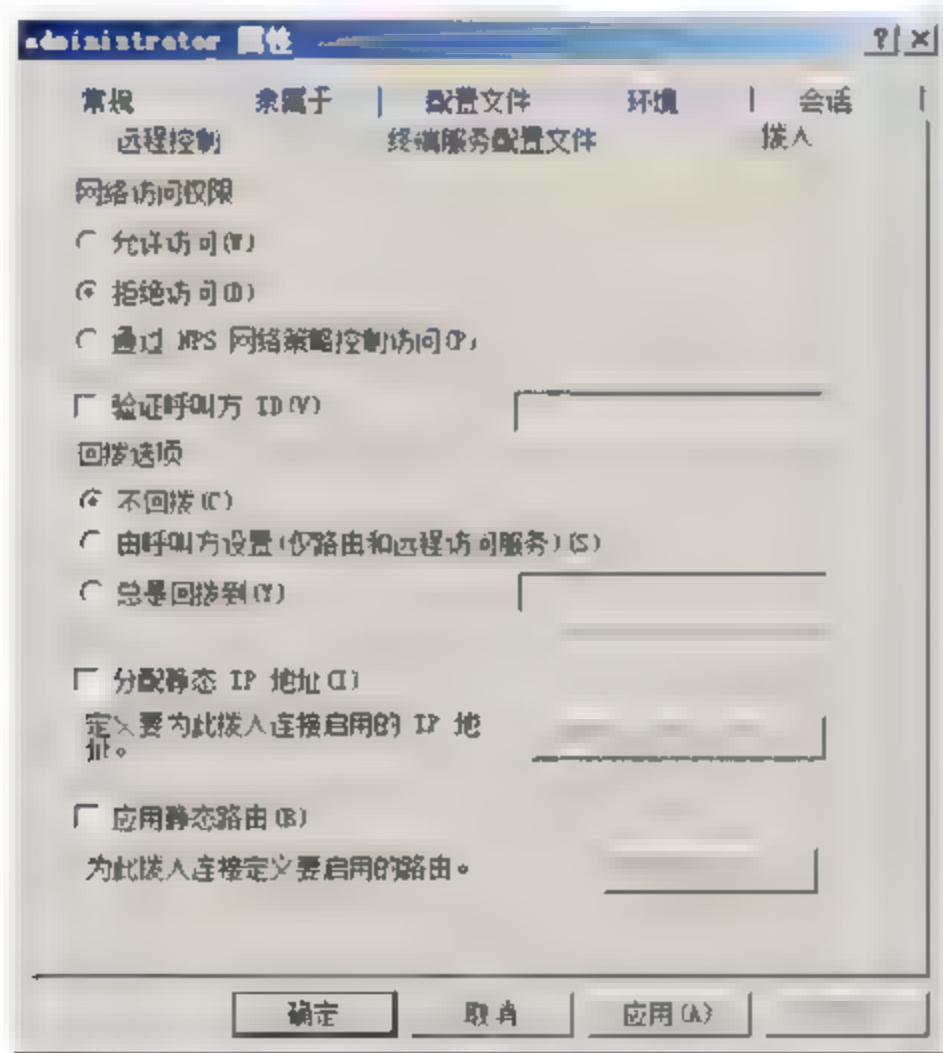 administrator 属性
常规 隶属于 配置文件 环境 会话
远程控制 终端服务配置文件 拨入
网络访问权限
允许访问(W)
拒绝访问(D)
通过 NPS 网络策略控制访问(P)
验证呼叫方 ID(V)
回拨选项
不回拨(C)
由呼叫方设置(仅路由和远程访问服务)(S)
总是回拨到(Y)
分配静态 IP 地址(I)
定义要为此拨入连接启用的 IP 地
址。
应用静态路由(R)
为此拨入连接定义要启用的路由。
确定 取消 应用(A)